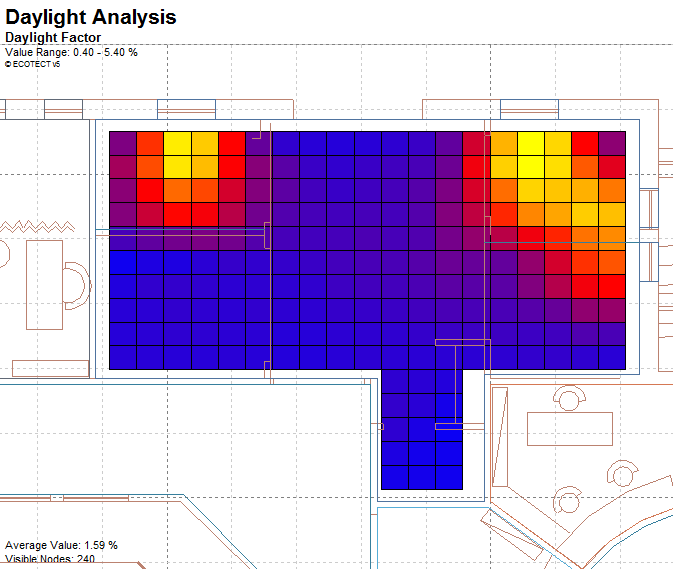 Daylight Analysis
Daylight Factor
Value Range: 0.40 - 5.40 %
© ECOTECT v5
Average Value: 1.59 %
Visible Nodes: 240